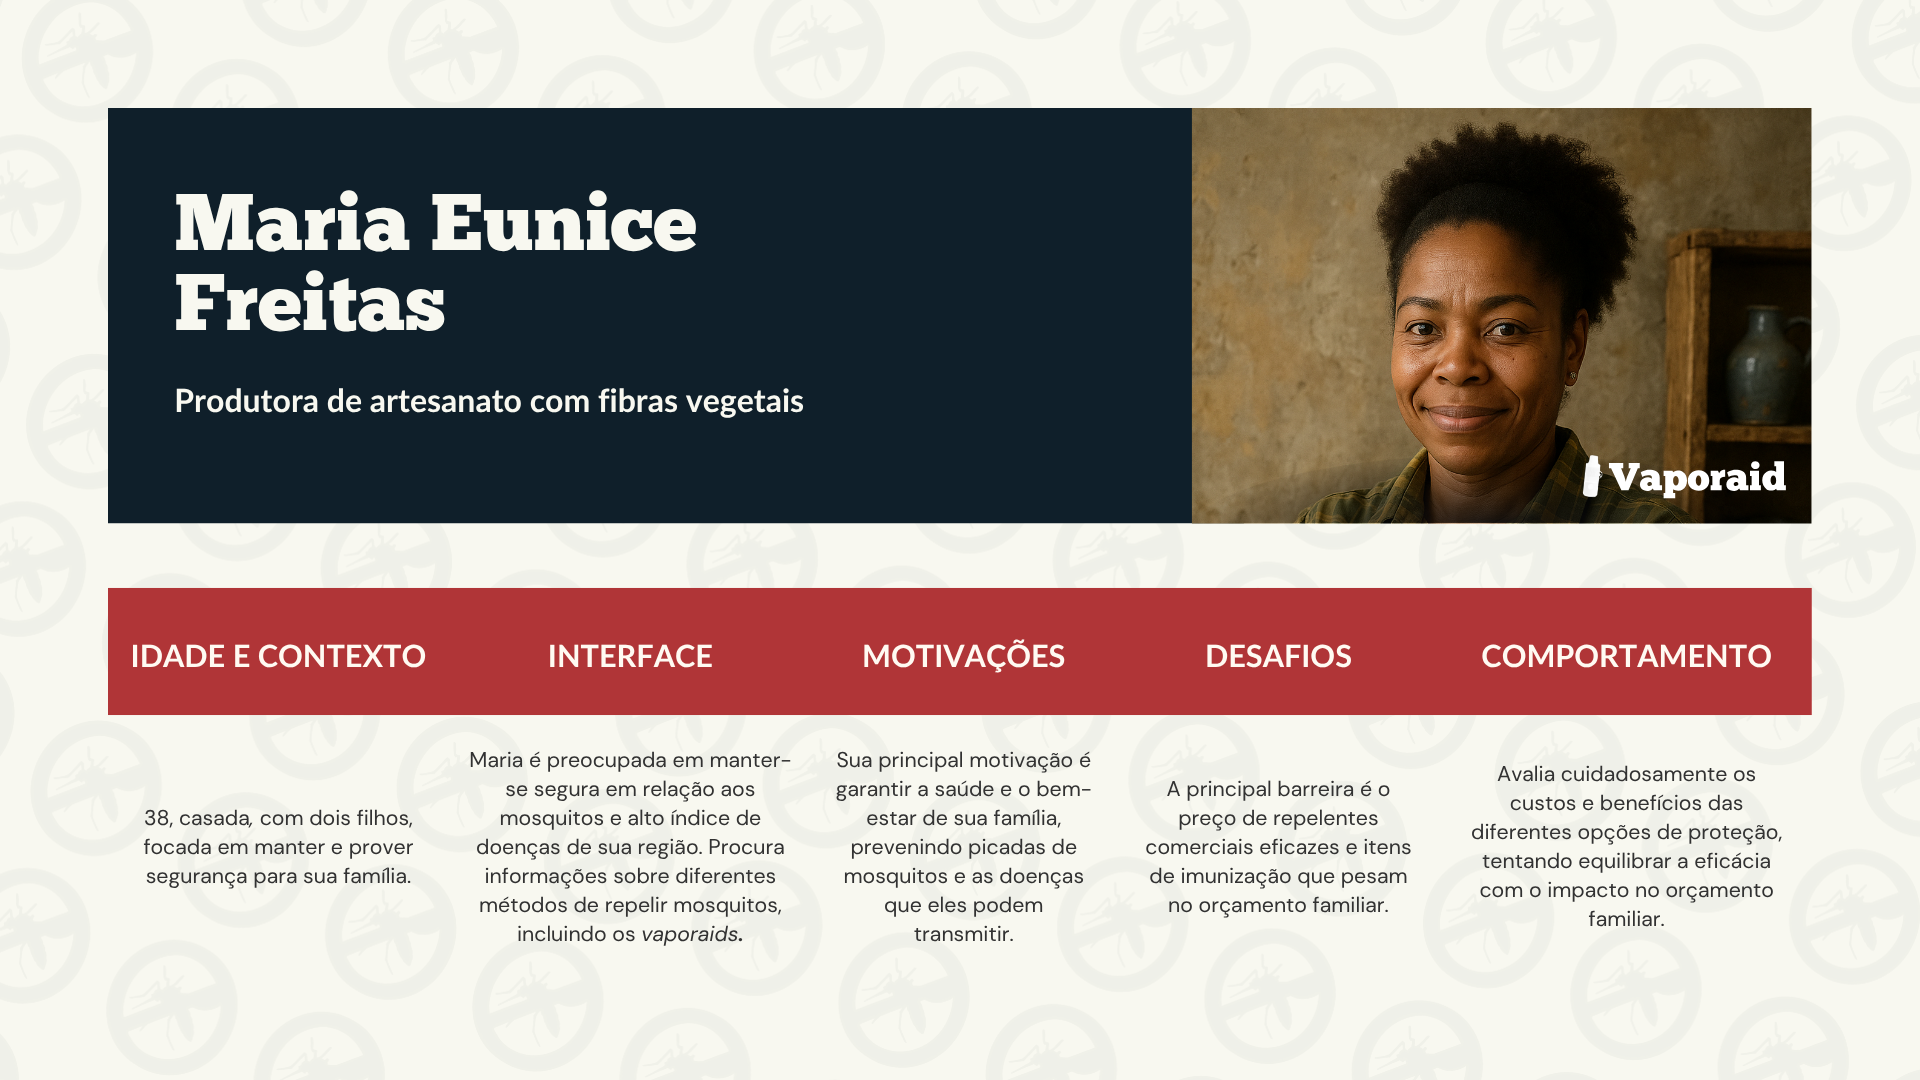 Maria Eunice
Freitas
Produtora de artesanato com fibras vegetais
Vaporaid
IDADE E CONTEXTO
38, casada, com dois filhos,
focada em manter e prover
segurança para sua família.
INTERFACE
Maria é preocupada em manter-
se segura em relação aos
mosquitos e alto índice de
doenças de sua região. Procura
informações sobre diferentes
métodos de repelir mosquitos,
incluindo os vaporaids.
MOTIVAÇÕES
Sua principal motivação é
garantir a saúde e o bem-
estar de sua família,
prevenindo picadas de
mosquitos e as doenças
que eles podem
transmitir.
DESAFIOS
A principal barreira é o
preço de repelentes
comerciais eficazes e itens
de imunização que pesam
no orçamento familiar.
COMPORTAMENTO
Avalia cuidadosamente os
custos e benefícios das
diferentes opções de proteção,
tentando equilibrar a eficácia
com o impacto no orçamento
familiar.